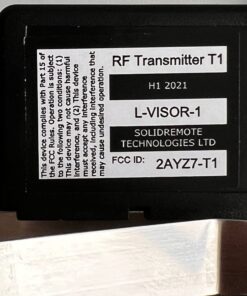 RF Transmitter T1
H1 2021
L-VISOR-1
SOLIDREMOTE
TECHNOLOGIES LTD
FCC ID:
2AYZ7-T1
This device complies with Part 15 of
the FCC Rules. Operation is subject
to the following two conditions: (1)
This device may not cause harmful
interference, and (2) This device
must accept any interference
received, including interference that
may cause undesired operation.